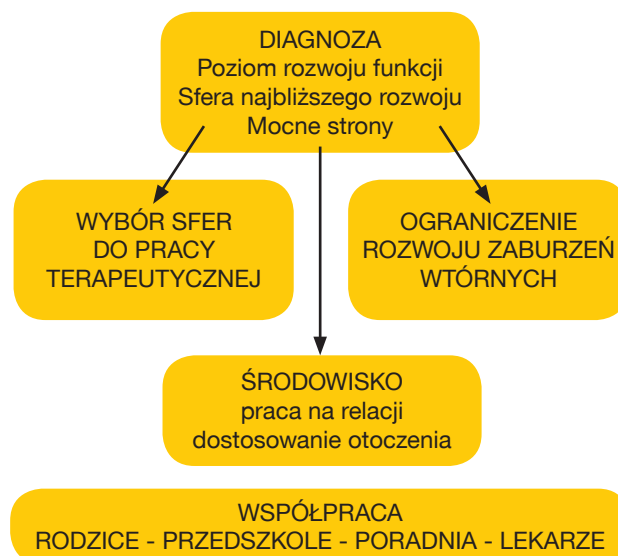 DIAGNOZA
Poziom rozwoju funkcji
Sfera najbliższego rozwoju
Mocne strony
WYBÓR SFER
DO PRACY
TERAPEUTYCZNEJ
OGRANICZENIE
ROZWOJU ZABURZEŃ
WTÓRNYCH
ŚRODOWISKO
praca na relacji
dostosowanie otoczenia
WSPÓŁPRACA
RODZICE - PRZEDSZKOLE - PORADNIA - LEKARZE